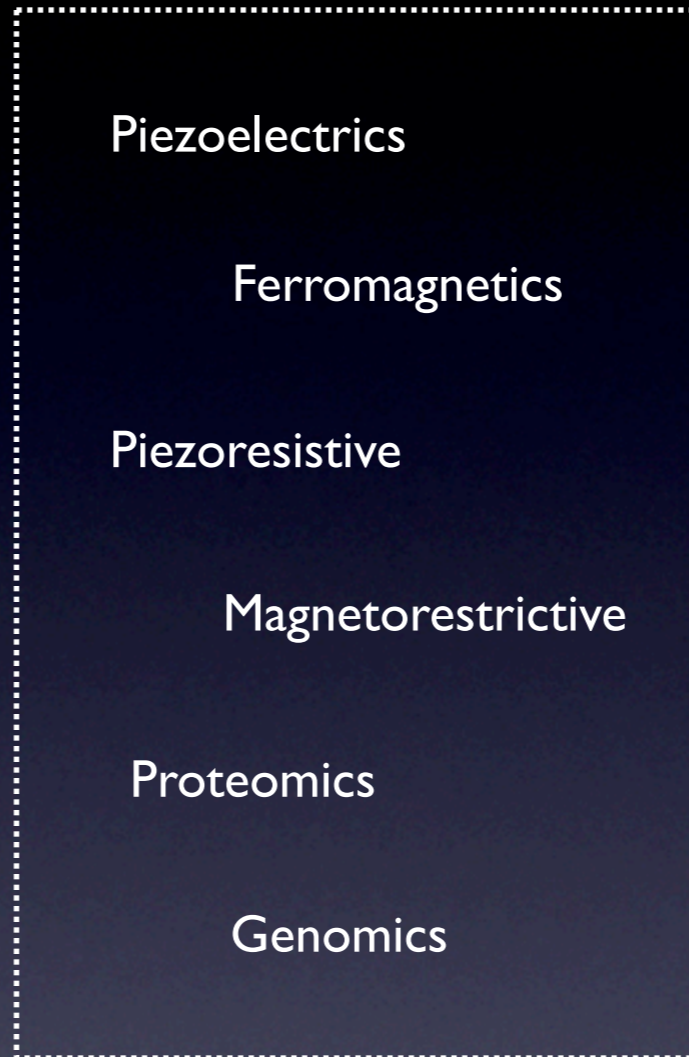 Piezoelectrics
Ferromagnetics
Piezoresistive
Magnetorestrictive
Proteomics
Genomics